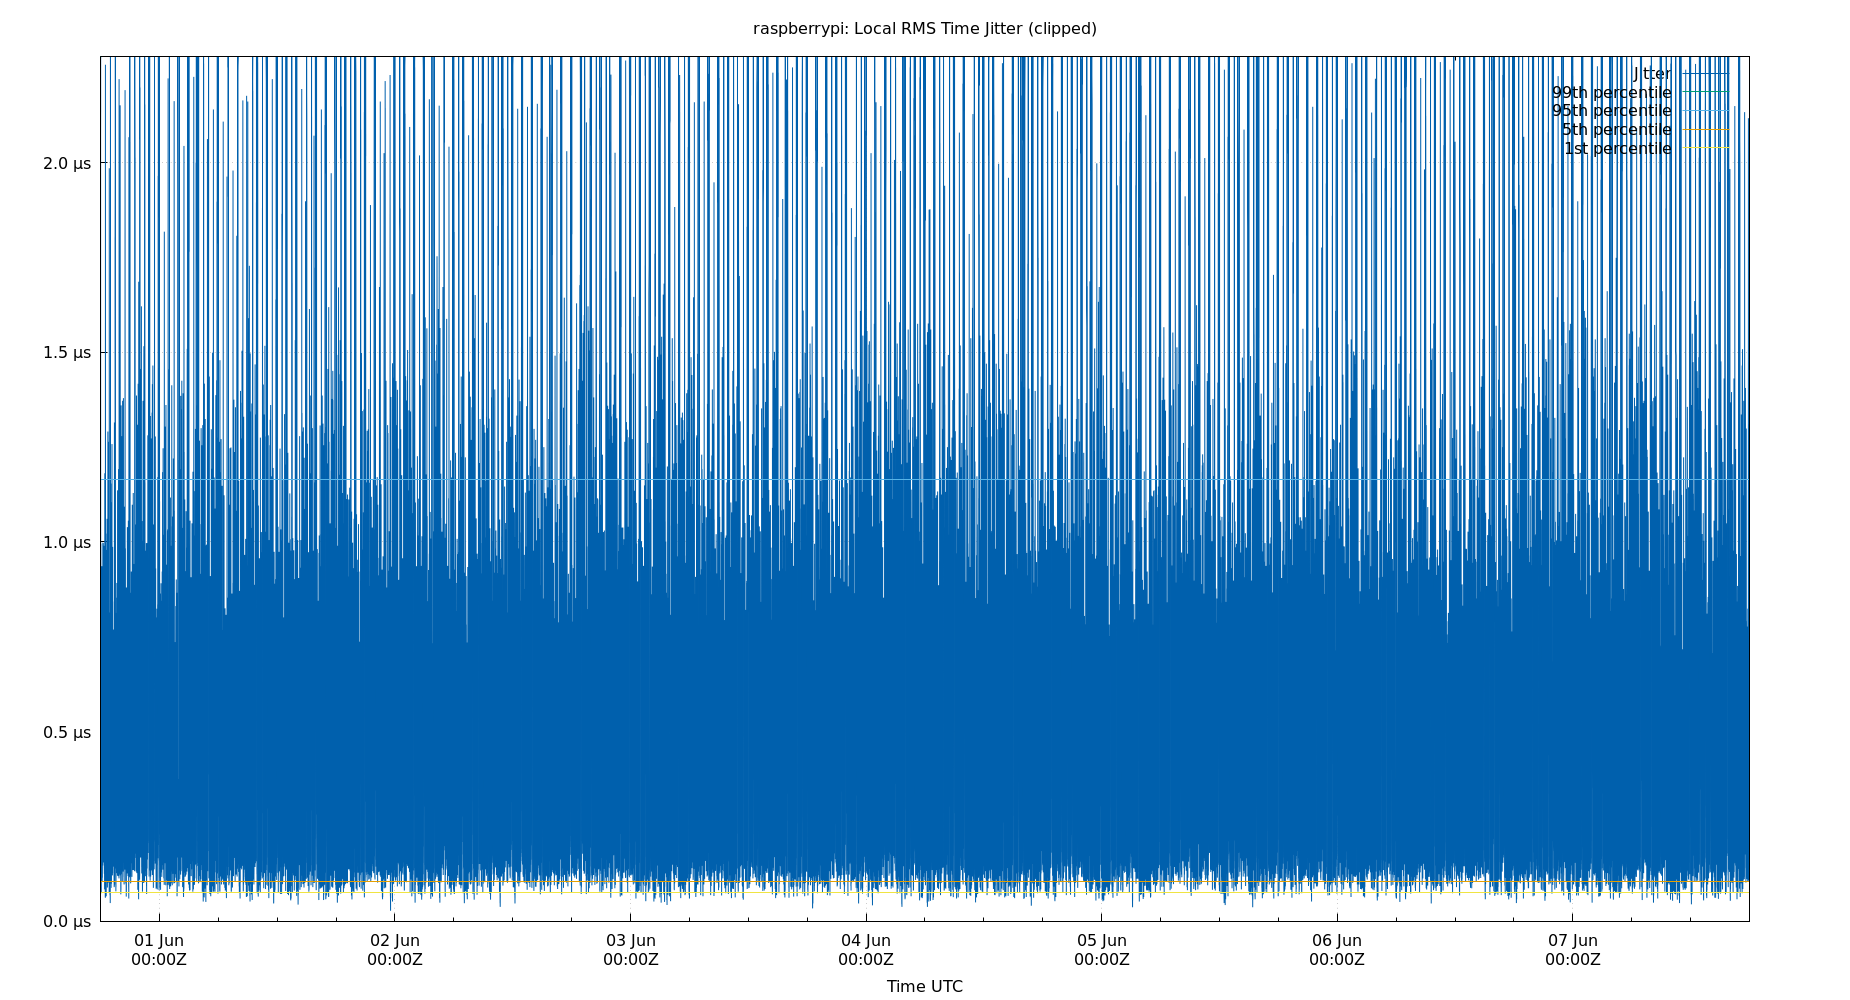 raspberrypi: Local RMS Time Jitter (clipped)
Jitter
99th percentile
95th percentile
5th percentile
1st percentile
2.0 µs
1.5 µs
1.0 µs
0.5 µs
0.0 µs
01 Jun 02 Jun 03 Jun 04 Jun 05 Jun 06 Jun 07 Jun
00:00Z 00:00Z 00:00Z 00:00Z 00:00Z 00:00Z 00:00Z
Time UTC